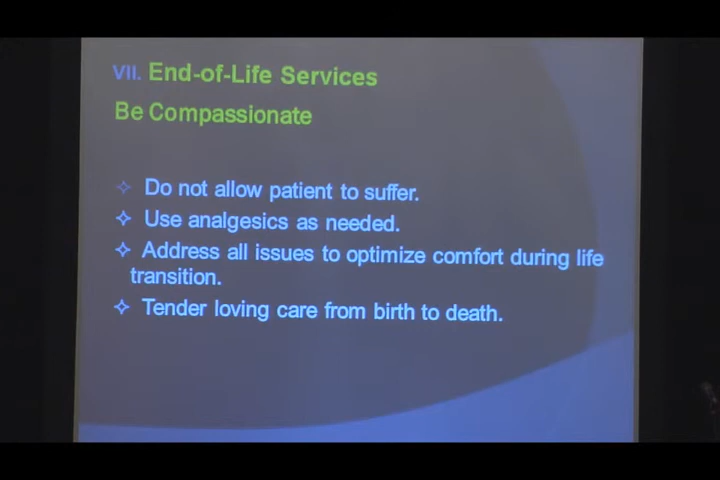 VII. End-of-Life Services
Be Compassionate
✧ Do not allow patient to suffer.
✧ Use analgesics as needed.
✧ Address all issues to optimize comfort during life
transition.
✧ Tender loving care from birth to death.